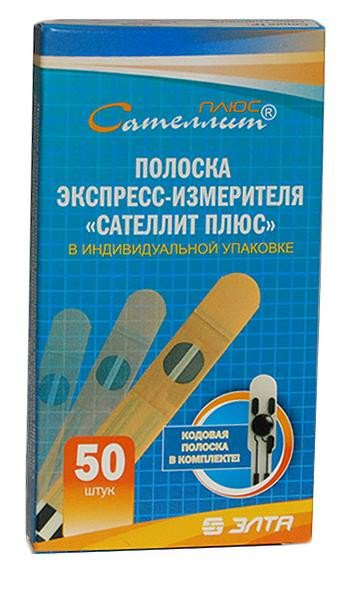 ПЛЮС
Сателлит®
ПОЛОСКА
ЭКСПРЕСС-ИЗМЕРИТЕЛЯ
«САТЕЛЛИТ ПЛЮС»
В ИНДИВИДУАЛЬНОЙ УПАКОВКЕ
КОДОВАЯ
ПОЛОСКА
В КОМПЛЕКТЕ!
50
штук
ЭЛТА